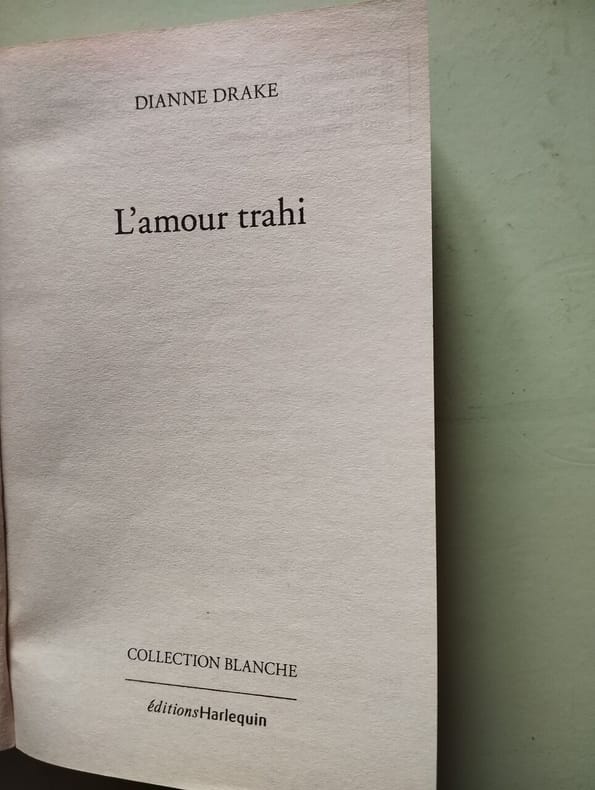 DIANNE DRAKE
L'amour trahi
COLLECTION BLANCHE
éditionsHarlequin